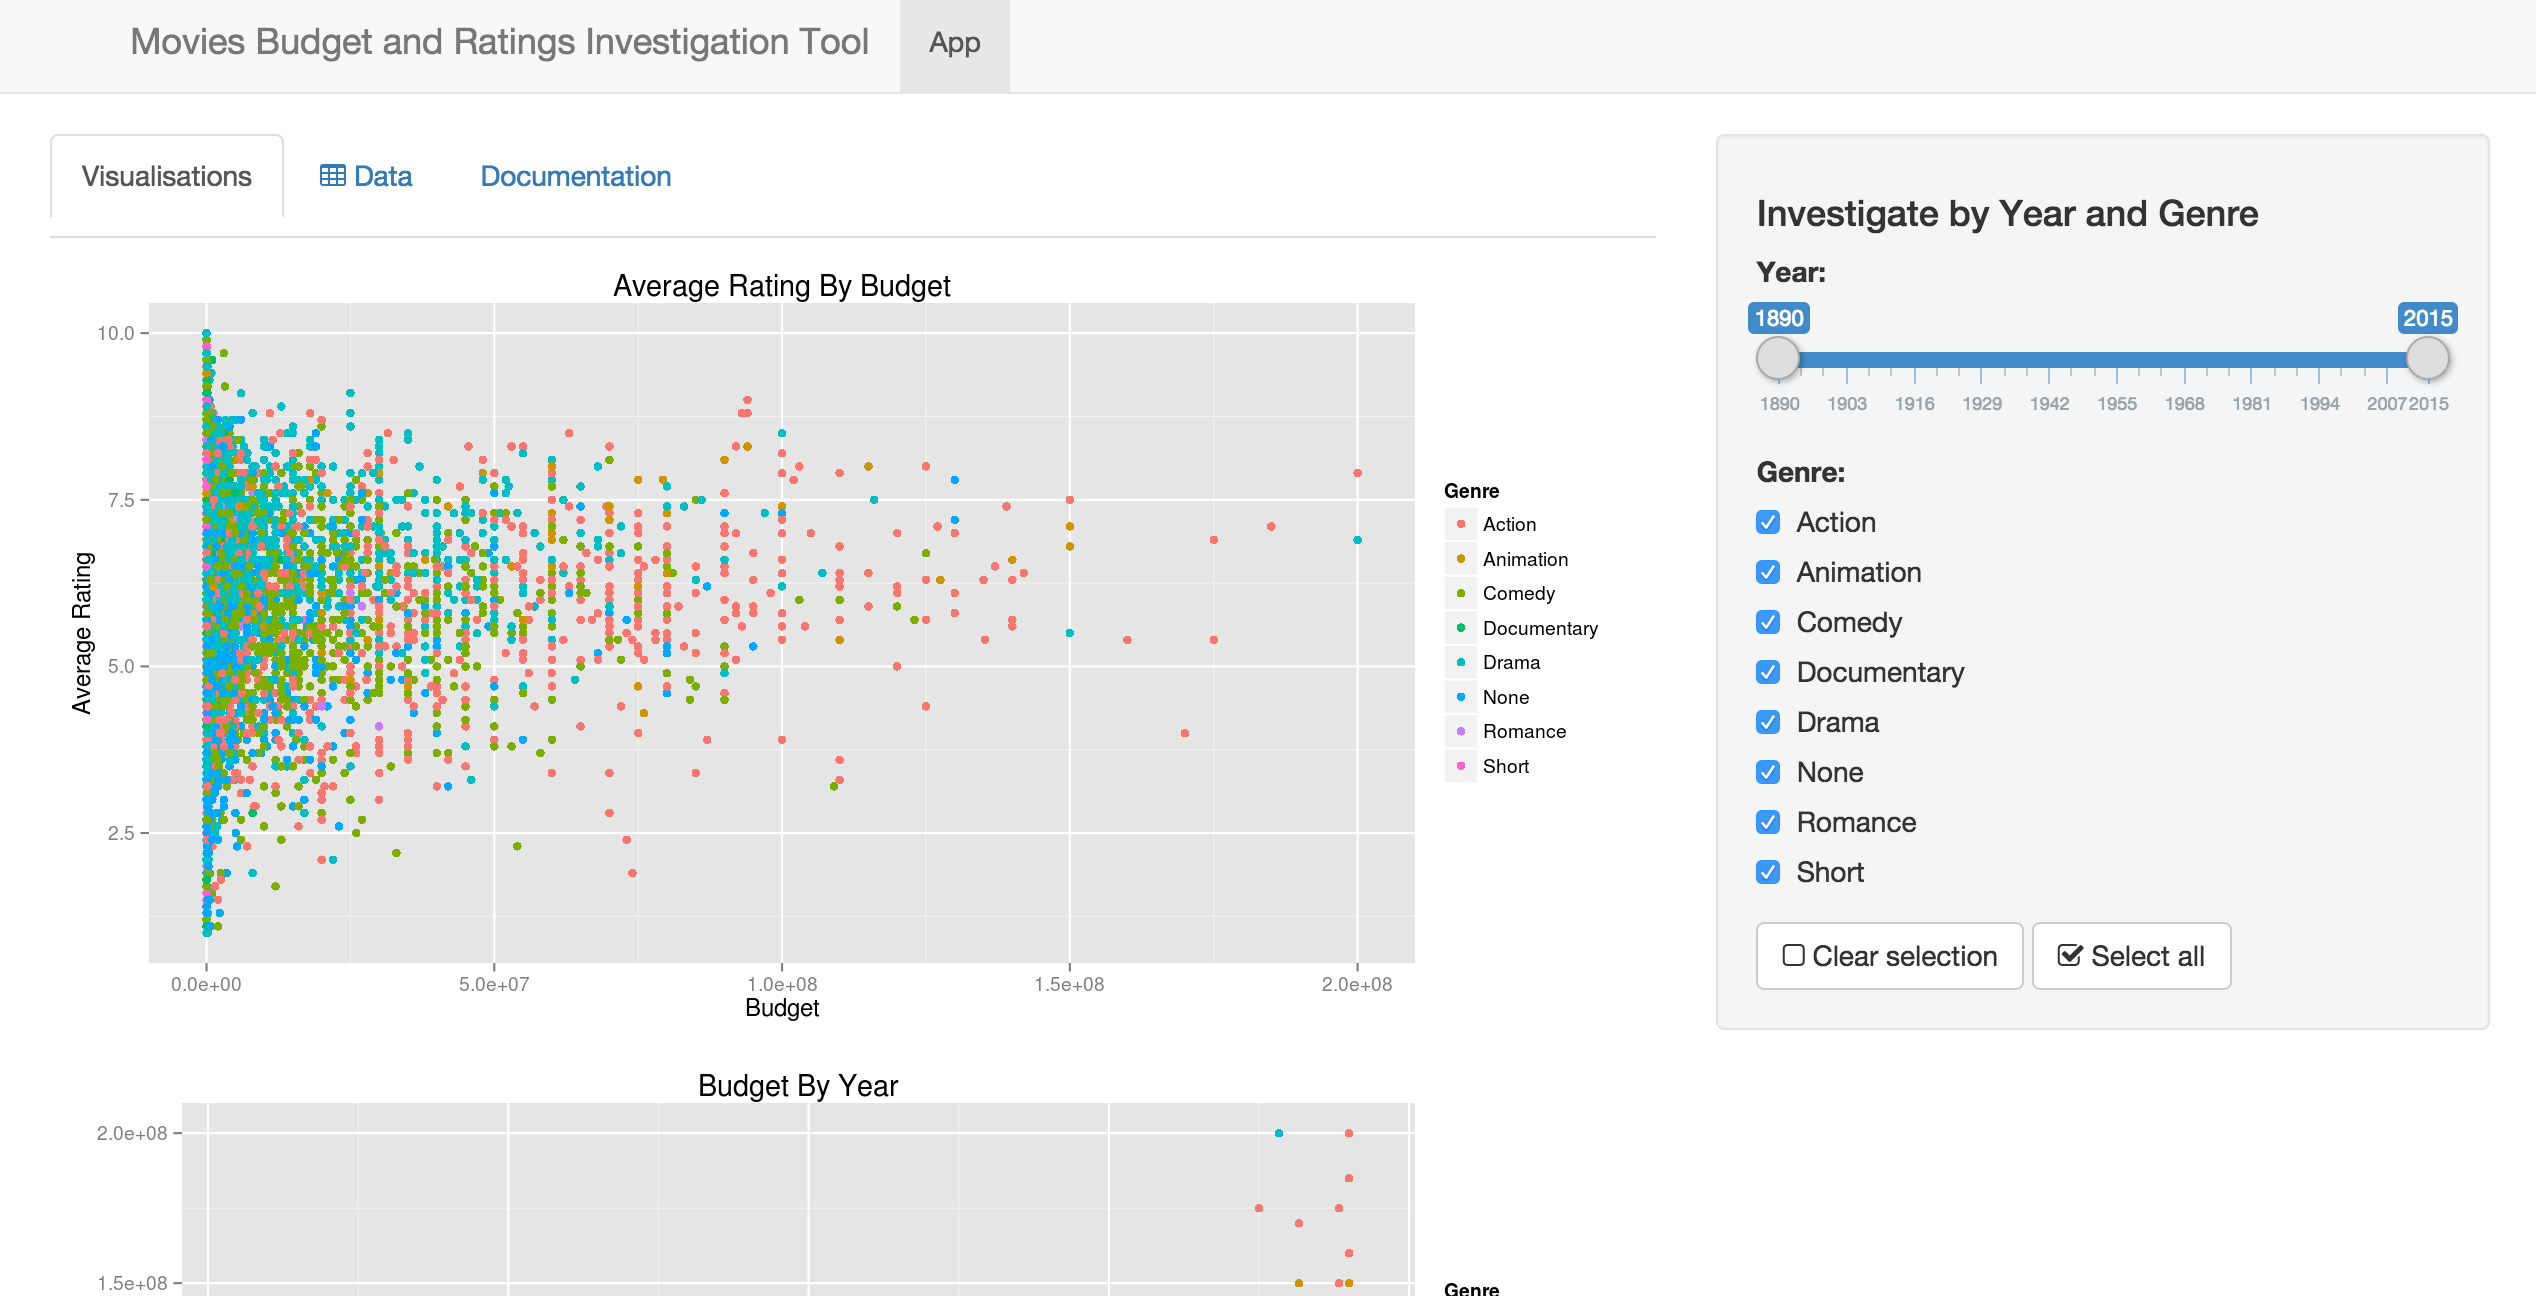 Movies Budget and Ratings Investigation Tool App
Visualisations Data Documentation
Average Rating By Budget
10.0
7.5
5.0
2.5
Average Rating
0.0e+00 5.0e+07 1.0e+08 1.5e+08 2.0e+08
Budget
Genre
Action
Animation
Comedy
Documentary
Drama
None
Romance
Short
Budget By Year
2.0e+08
1.5e+08
Genre
Investigate by Year and Genre
Year:
1890 2015
1890 1903 1916 1929 1942 1955 1968 1981 1994 2007 2015
Genre:
Action
Animation
Comedy
Documentary
Drama
None
Romance
Short
Clear selection Select all